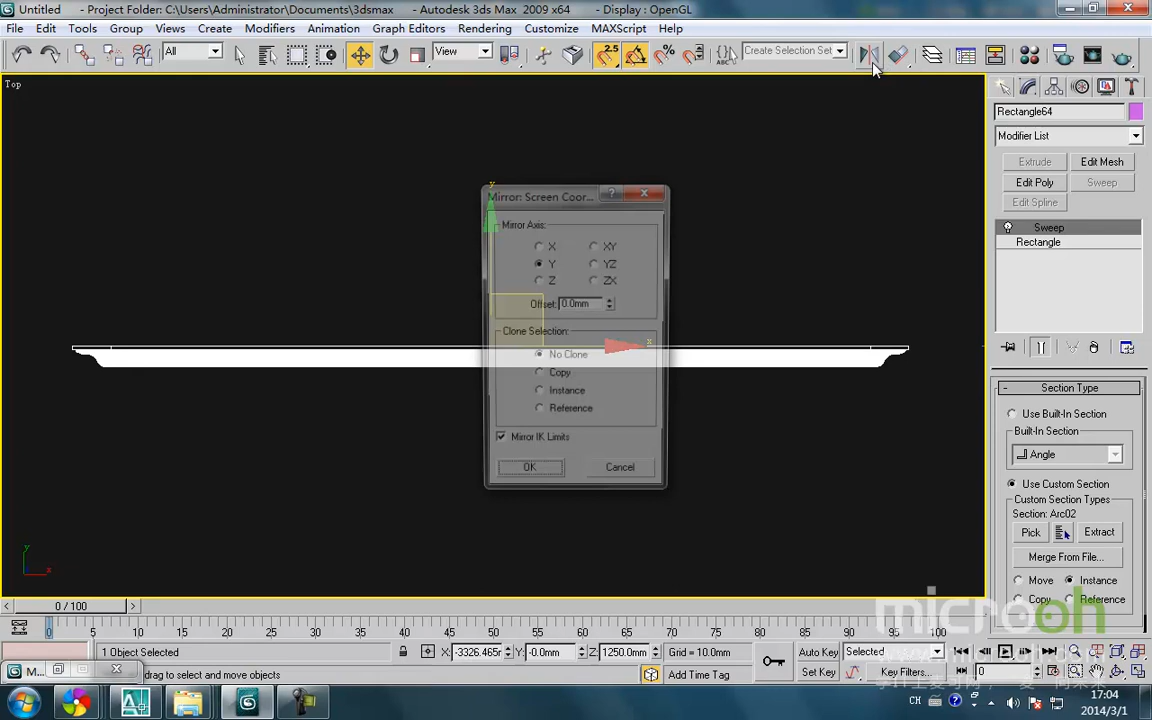 Untitled - Project Folder: C:\Users\Administrator\Documents\3dsmax - Autodesk 3ds Max 2009 x64 - Display : OpenGL
File Edit Tools Group Views Create Modifiers Animation Graph Editors Rendering Customize MAXScript Help
All View 2.5 ABC Create Selection Set
Top
Rectangle64
Modifier List
Extrude Edit Mesh
Edit Poly Sweep
Edit Spline
Sweep
Rectangle
Mirror: Screen Coor...
Mirror Axis:
X XY
Y YZ
Z ZX
Offset: 0.0mm
Clone Selection:
No Clone
Copy
Instance
Reference
Mirror IK Limits
OK Cancel
y
x
- Section Type
Use Built-In Section
Built-In Section
Angle
Use Custom Section
Custom Section Types
Section: Arc02
Pick Extract
Merge From File...
Move Instance
Copy Reference
microoh
y
x
< 0 / 100 >
0 5 10 15 20 25 30 35 40 45 50 55 60 65 70 75 80 85 90 95 100
1 Object Selected X: -3326.465m Y: -0.0mm Z: 1250.0mm Grid = 10.0mm Auto Key Selected
M... drag to select and move objects Add Time Tag Set Key Key Filters... 0
CH 17:04
2014/3/1